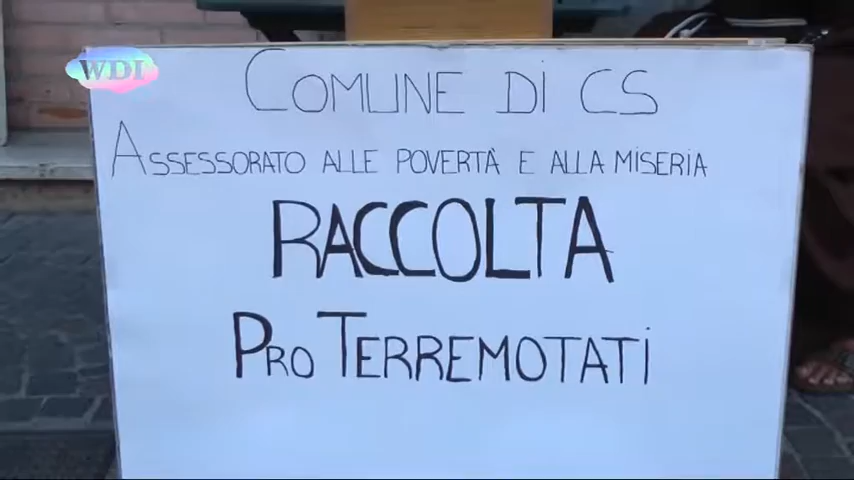 WDI
COMUNE DI CS
ASSESSORATO ALLE POVERTÀ E ALLA MISERIA
RACCOLTA
PRO TERREMOTATI